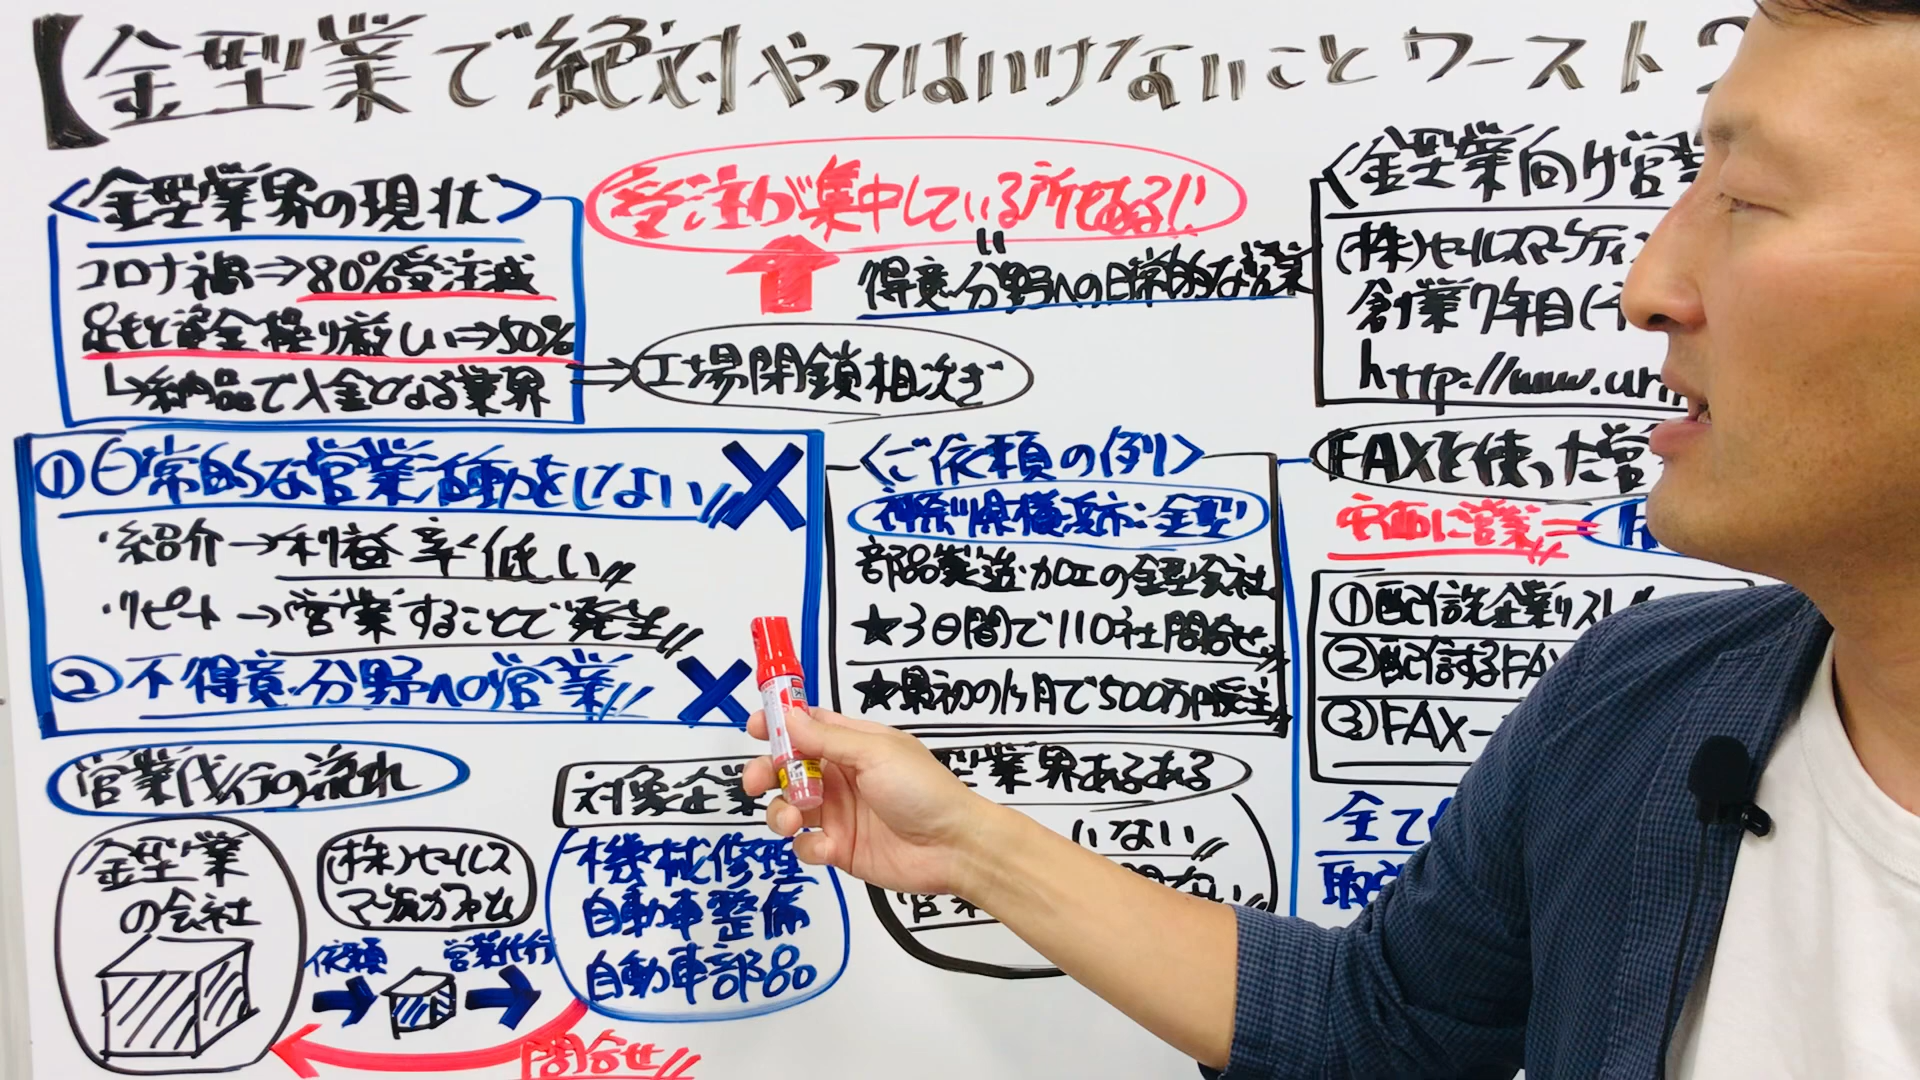 【金型業で絶対やってはいけないことワースト2
<金型業界の現状>
コロナ禍⇒80%受注減
足もと資金繰り厳しい⇒50%
↳納品で入金となる業界
⇒工場閉鎖相次ぎ
受注が集中している所もある!!
得意分野への日常的な営業
①日常的な営業活動をしない
・紹介→利益率低い
・リピート→営業することで発生
②不得意分野への営業
<ご依頼の例>
神奈川県横浜市:金型
部品製造・加工の金型会社
★3日間で110社問合せ
★最初の1ヶ月で500万円受注
<金型業向け営業
(株)セールスマーケティン
創業7年目(
http://www.urih
FAXを使った営
安価に営業=
①配信先企業リスト
②配信するFAX
③FAX
全て
営業代行の流れ
金型業
の会社
(株)セールス
依頼
営業代行
対象企業
機械修理
自動車整備
自動車部品
問合せ
型業界あるある
いない